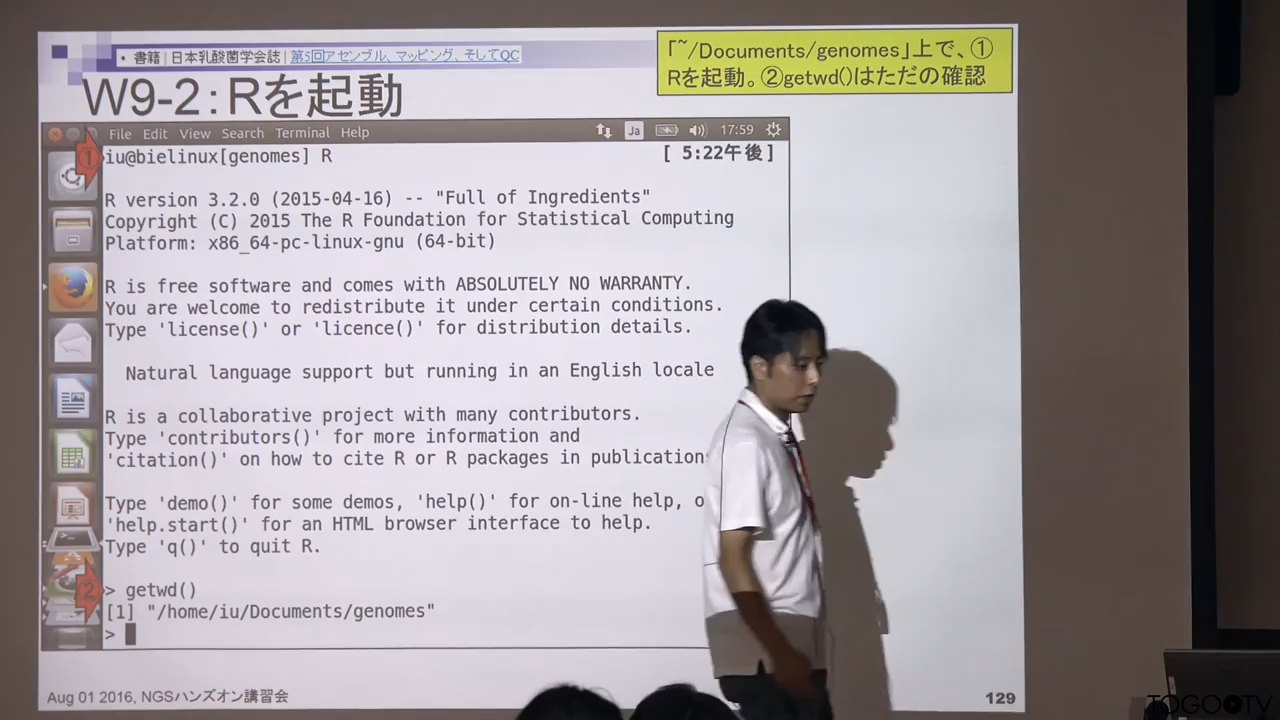 • 書籍 | 日本乳酸菌学会誌 | 第5回アセンブル、マッピング、そしてQC
「~/Documents/genomes」上で、①
Rを起動。②getwd()はただの確認
W9-2:Rを起動
File Edit View Search Terminal Help
Ja
17:59
①
iu@bielinux[genomes] R
[ 5:22午後]
R version 3.2.0 (2015-04-16) -- "Full of Ingredients"
Copyright (C) 2015 The R Foundation for Statistical Computing
Platform: x86_64-pc-linux-gnu (64-bit)
R is free software and comes with ABSOLUTELY NO WARRANTY.
You are welcome to redistribute it under certain conditions.
Type 'license()' or 'licence()' for distribution details.
Natural language support but running in an English locale
R is a collaborative project with many contributors.
Type 'contributors()' for more information and
'citation()' on how to cite R or R packages in publication
Type 'demo()' for some demos, 'help()' for on-line help, o
'help.start()' for an HTML browser interface to help.
Type 'q()' to quit R.
②
> getwd()
[1] "/home/iu/Documents/genomes"
>
Aug 01 2016, NGSハンズオン講習会
129
TOGOTV